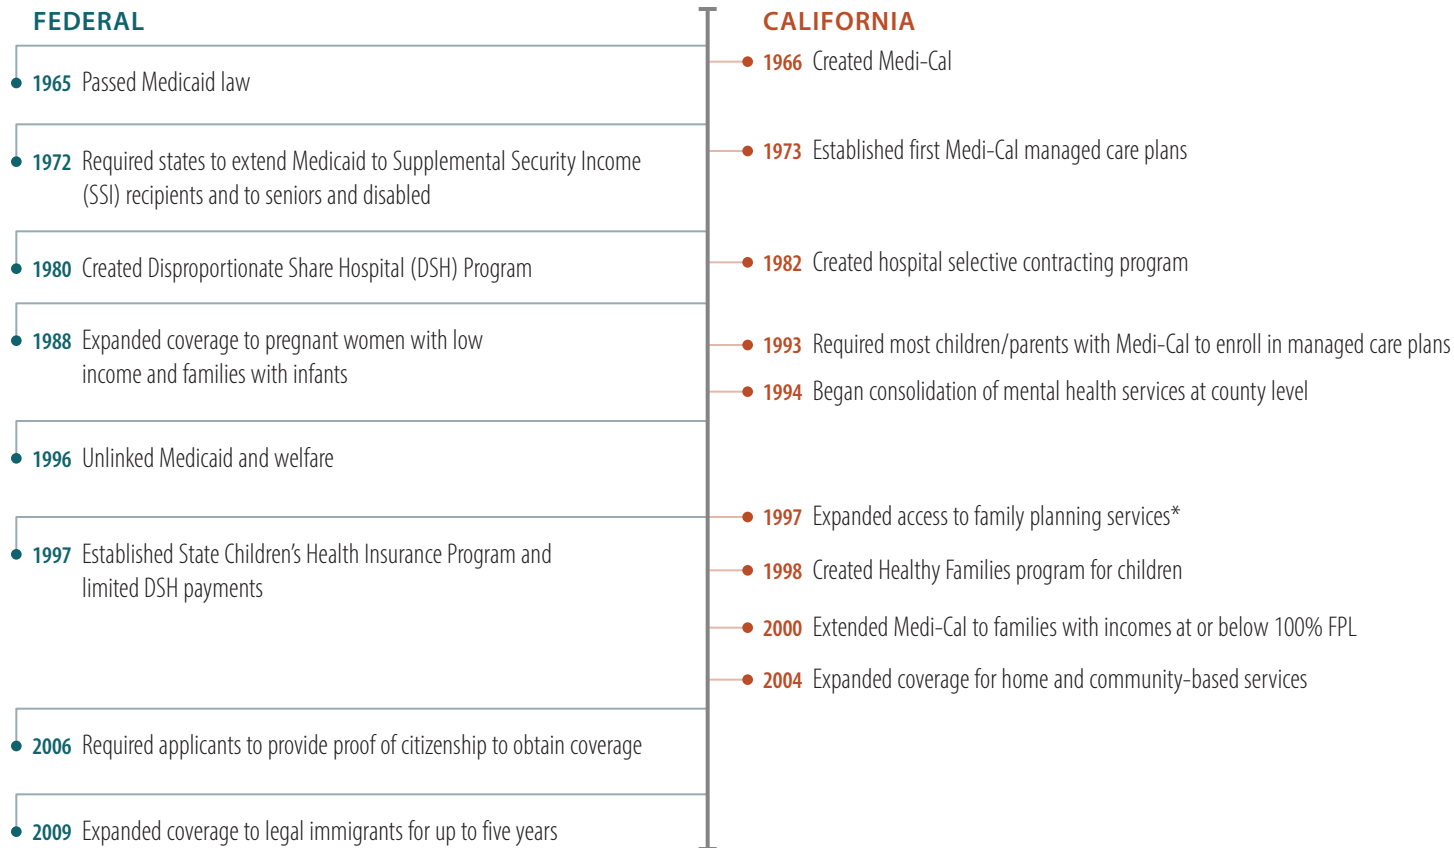 FEDERAL
1965 Passed Medicaid law
1972 Required states to extend Medicaid to Supplemental Security Income
(SSI) recipients and to seniors and disabled
1980 Created Disproportionate Share Hospital (DSH) Program
1988 Expanded coverage to pregnant women with low
income and families with infants
1996 Unlinked Medicaid and welfare
1997 Established State Children’s Health Insurance Program and
limited DSH payments
2006 Required applicants to provide proof of citizenship to obtain coverage
2009 Expanded coverage to legal immigrants for up to five years
CALIFORNIA
1966 Created Medi-Cal
1973 Established first Medi-Cal managed care plans
1982 Created hospital selective contracting program
1993 Required most children/parents with Medi-Cal to enroll in managed care plans
1994 Began consolidation of mental health services at county level
1997 Expanded access to family planning services*
1998 Created Healthy Families program for children
2000 Extended Medi-Cal to families with incomes at or below 100% FPL
2004 Expanded coverage for home and community-based services